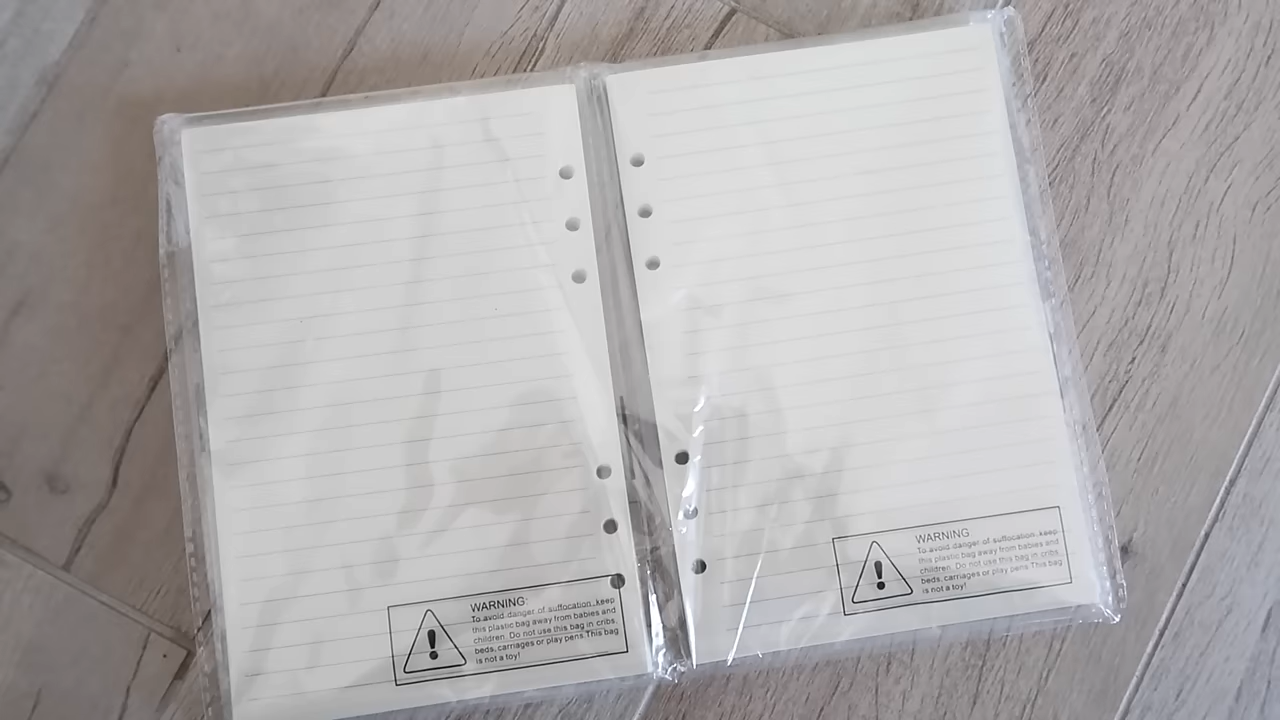 WARNING:
To avoid danger of suffocation,keep
this plastic bag away from babies and
children. Do not use this bag in cribs,
beds, carriages or play pens.This bag
is not a toy!
WARNING
To avoid danger of suffocation,keep
this plastic bag away from babies and
children. Do not use this bag in cribs,
beds, carriages or play pens.This bag
is not a toy!